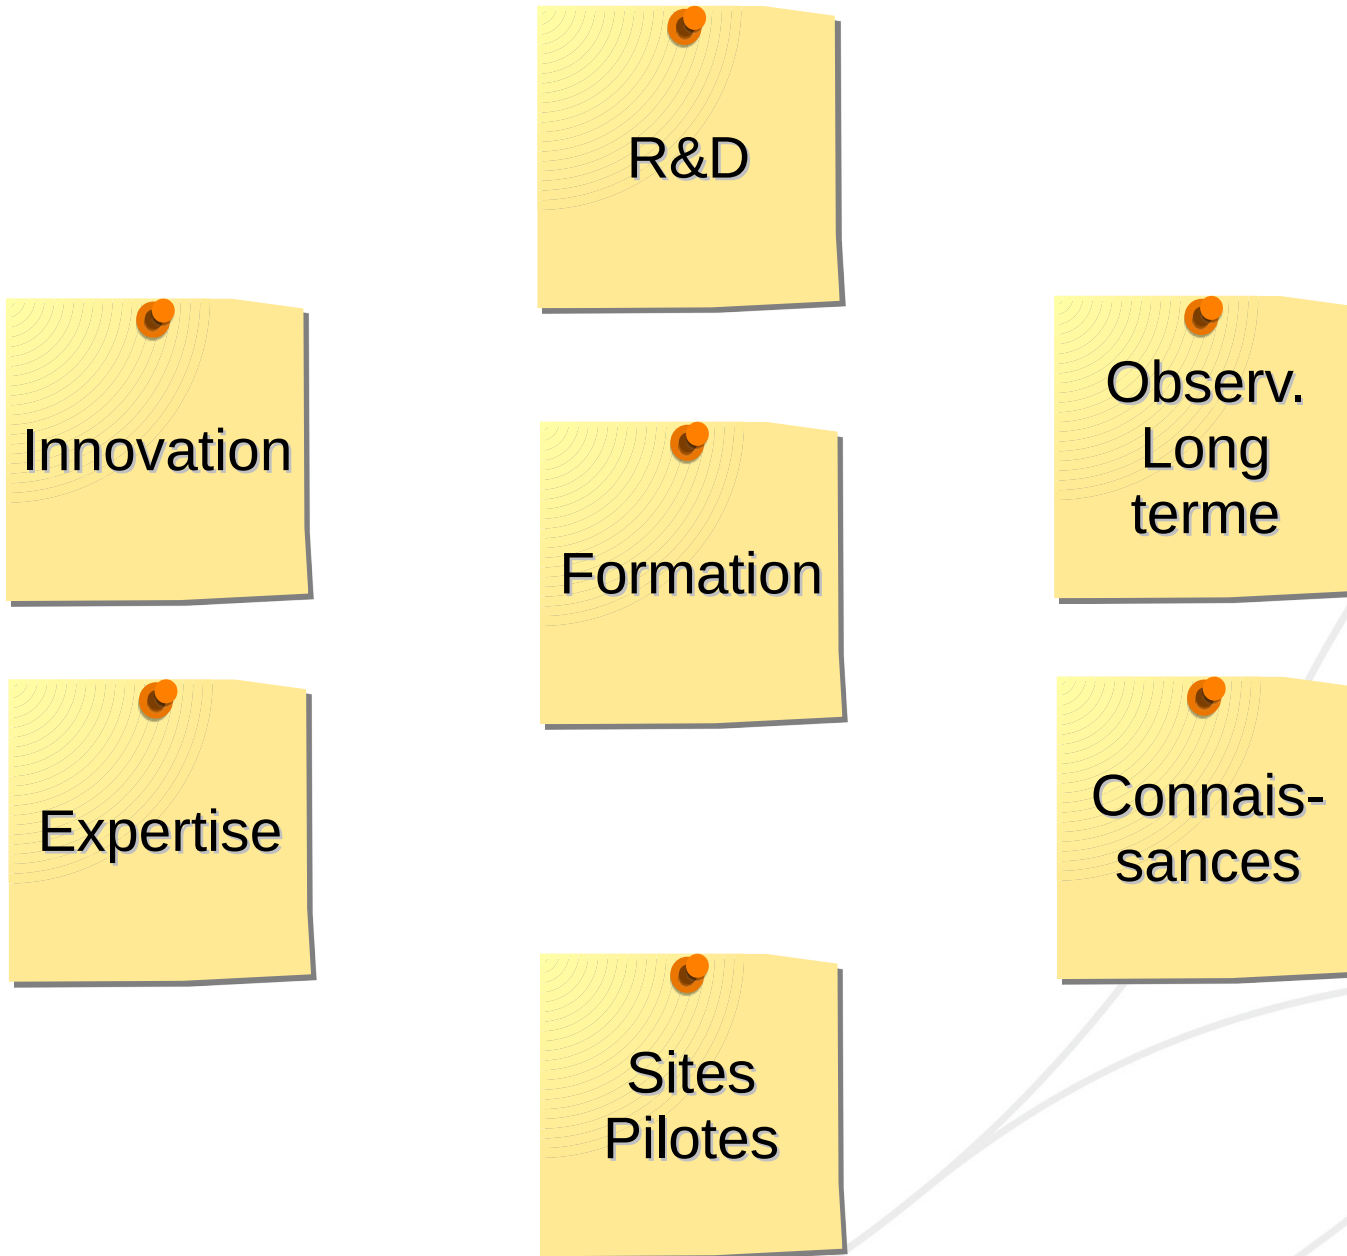 R&D
Innovation
Observ.
Long
terme
Formation
Expertise
Connais-
sances
Sites
Pilotes